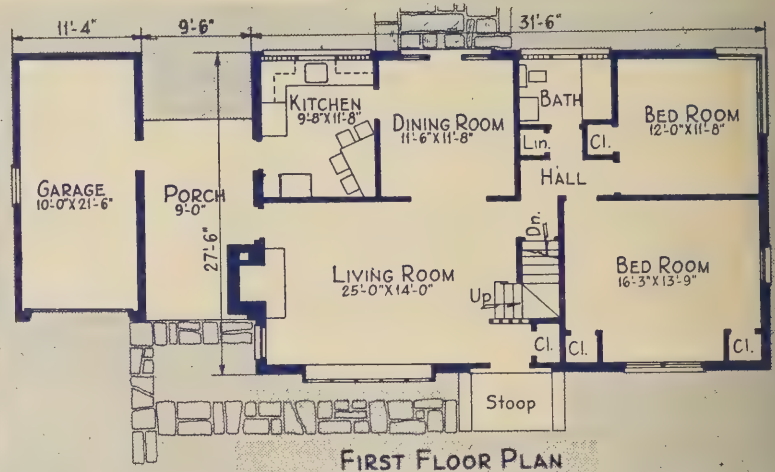 11'-4"
9'-6"
31'-6"
KITCHEN
9'-8"X11'-8"
DINING ROOM
11'-6"X11'-8"
BATH
Lin.
Cl.
BED ROOM
12'-0"X11'-8"
HALL
GARAGE
10'-0"X21'-6"
PORCH
9'-0"
27'-6"
LIVING ROOM
25'-0"X14'-0"
Dn.
Up
BED ROOM
16'-3"X13'-9"
Cl.
Cl.
Cl.
Stoop
FIRST FLOOR PLAN